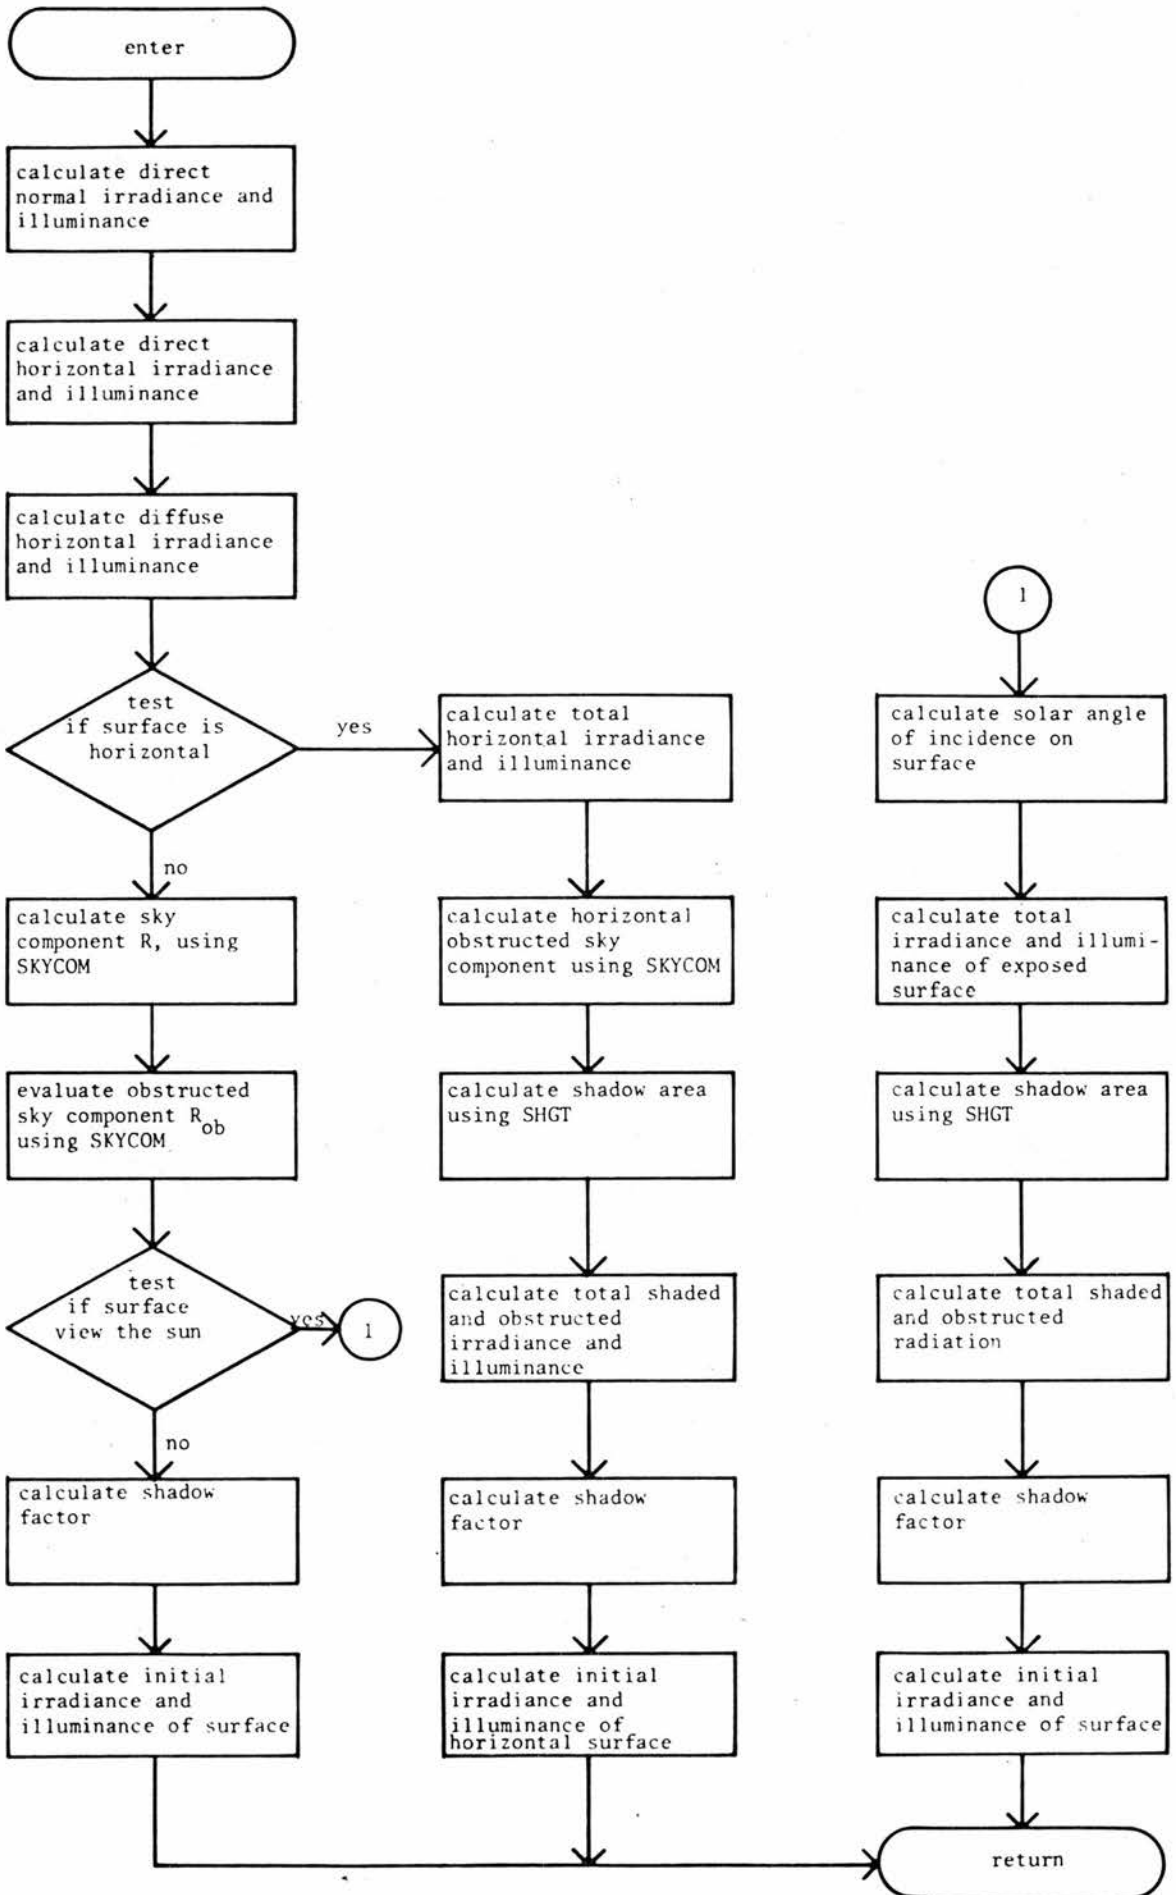 enter
calculate direct
normal irradiance and
illuminance
calculate direct
horizontal irradiance
and illuminance
calculate diffuse
horizontal irradiance
and illuminance
test
if surface is
horizontal
yes
no
calculate sky
component R, using
SKYCOM
evaluate obstructed
sky component R_ob
using SKYCOM
test
if surface
view the sun
yes
1
no
calculate shadow
factor
calculate initial
irradiance and
illuminance of surface
calculate total
horizontal irradiance
and illuminance
calculate horizontal
obstructed sky
component using SKYCOM
calculate shadow area
using SHGT
calculate total shaded
and obstructed
irradiance and
illuminance
calculate shadow
factor
calculate initial
irradiance and
illuminance of
horizontal surface
1
calculate solar angle
of incidence on
surface
calculate total
irradiance and illumi-
nance of exposed
surface
calculate shadow area
using SHGT
calculate total shaded
and obstructed
radiation
calculate shadow
factor
calculate initial
irradiance and
illuminance of surface
return